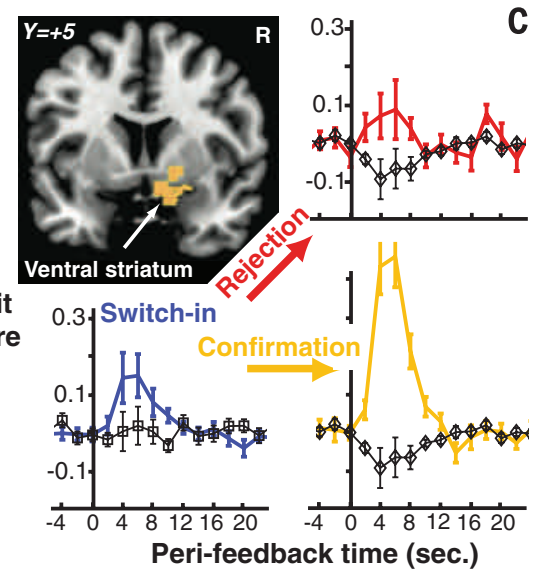 Y=+5
R
C
Ventral striatum
0.3
0.1
-0.1
Rejection
it
re
Switch-in
0.3
0.1
-0.1
Confirmation
-4 0 4 8 12 16 20
-4 0 4 8 12 16 20
Peri-feedback time (sec.)